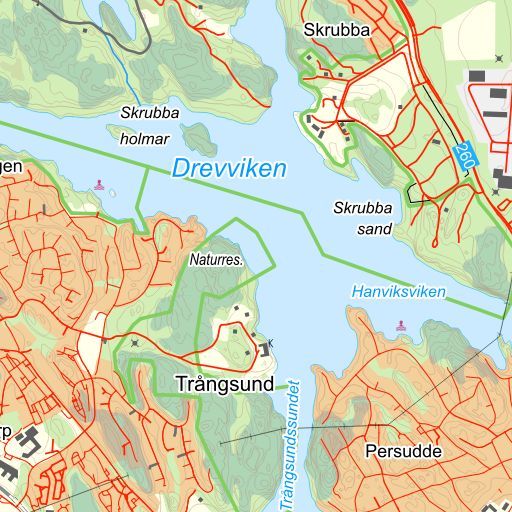 Skrubba
Skrubba
holmar
260
Drevviken
gen
Skrubba
sand
Naturres.
Hanviksviken
K
Trångsund
Trångsundssundet
rp
Persudde